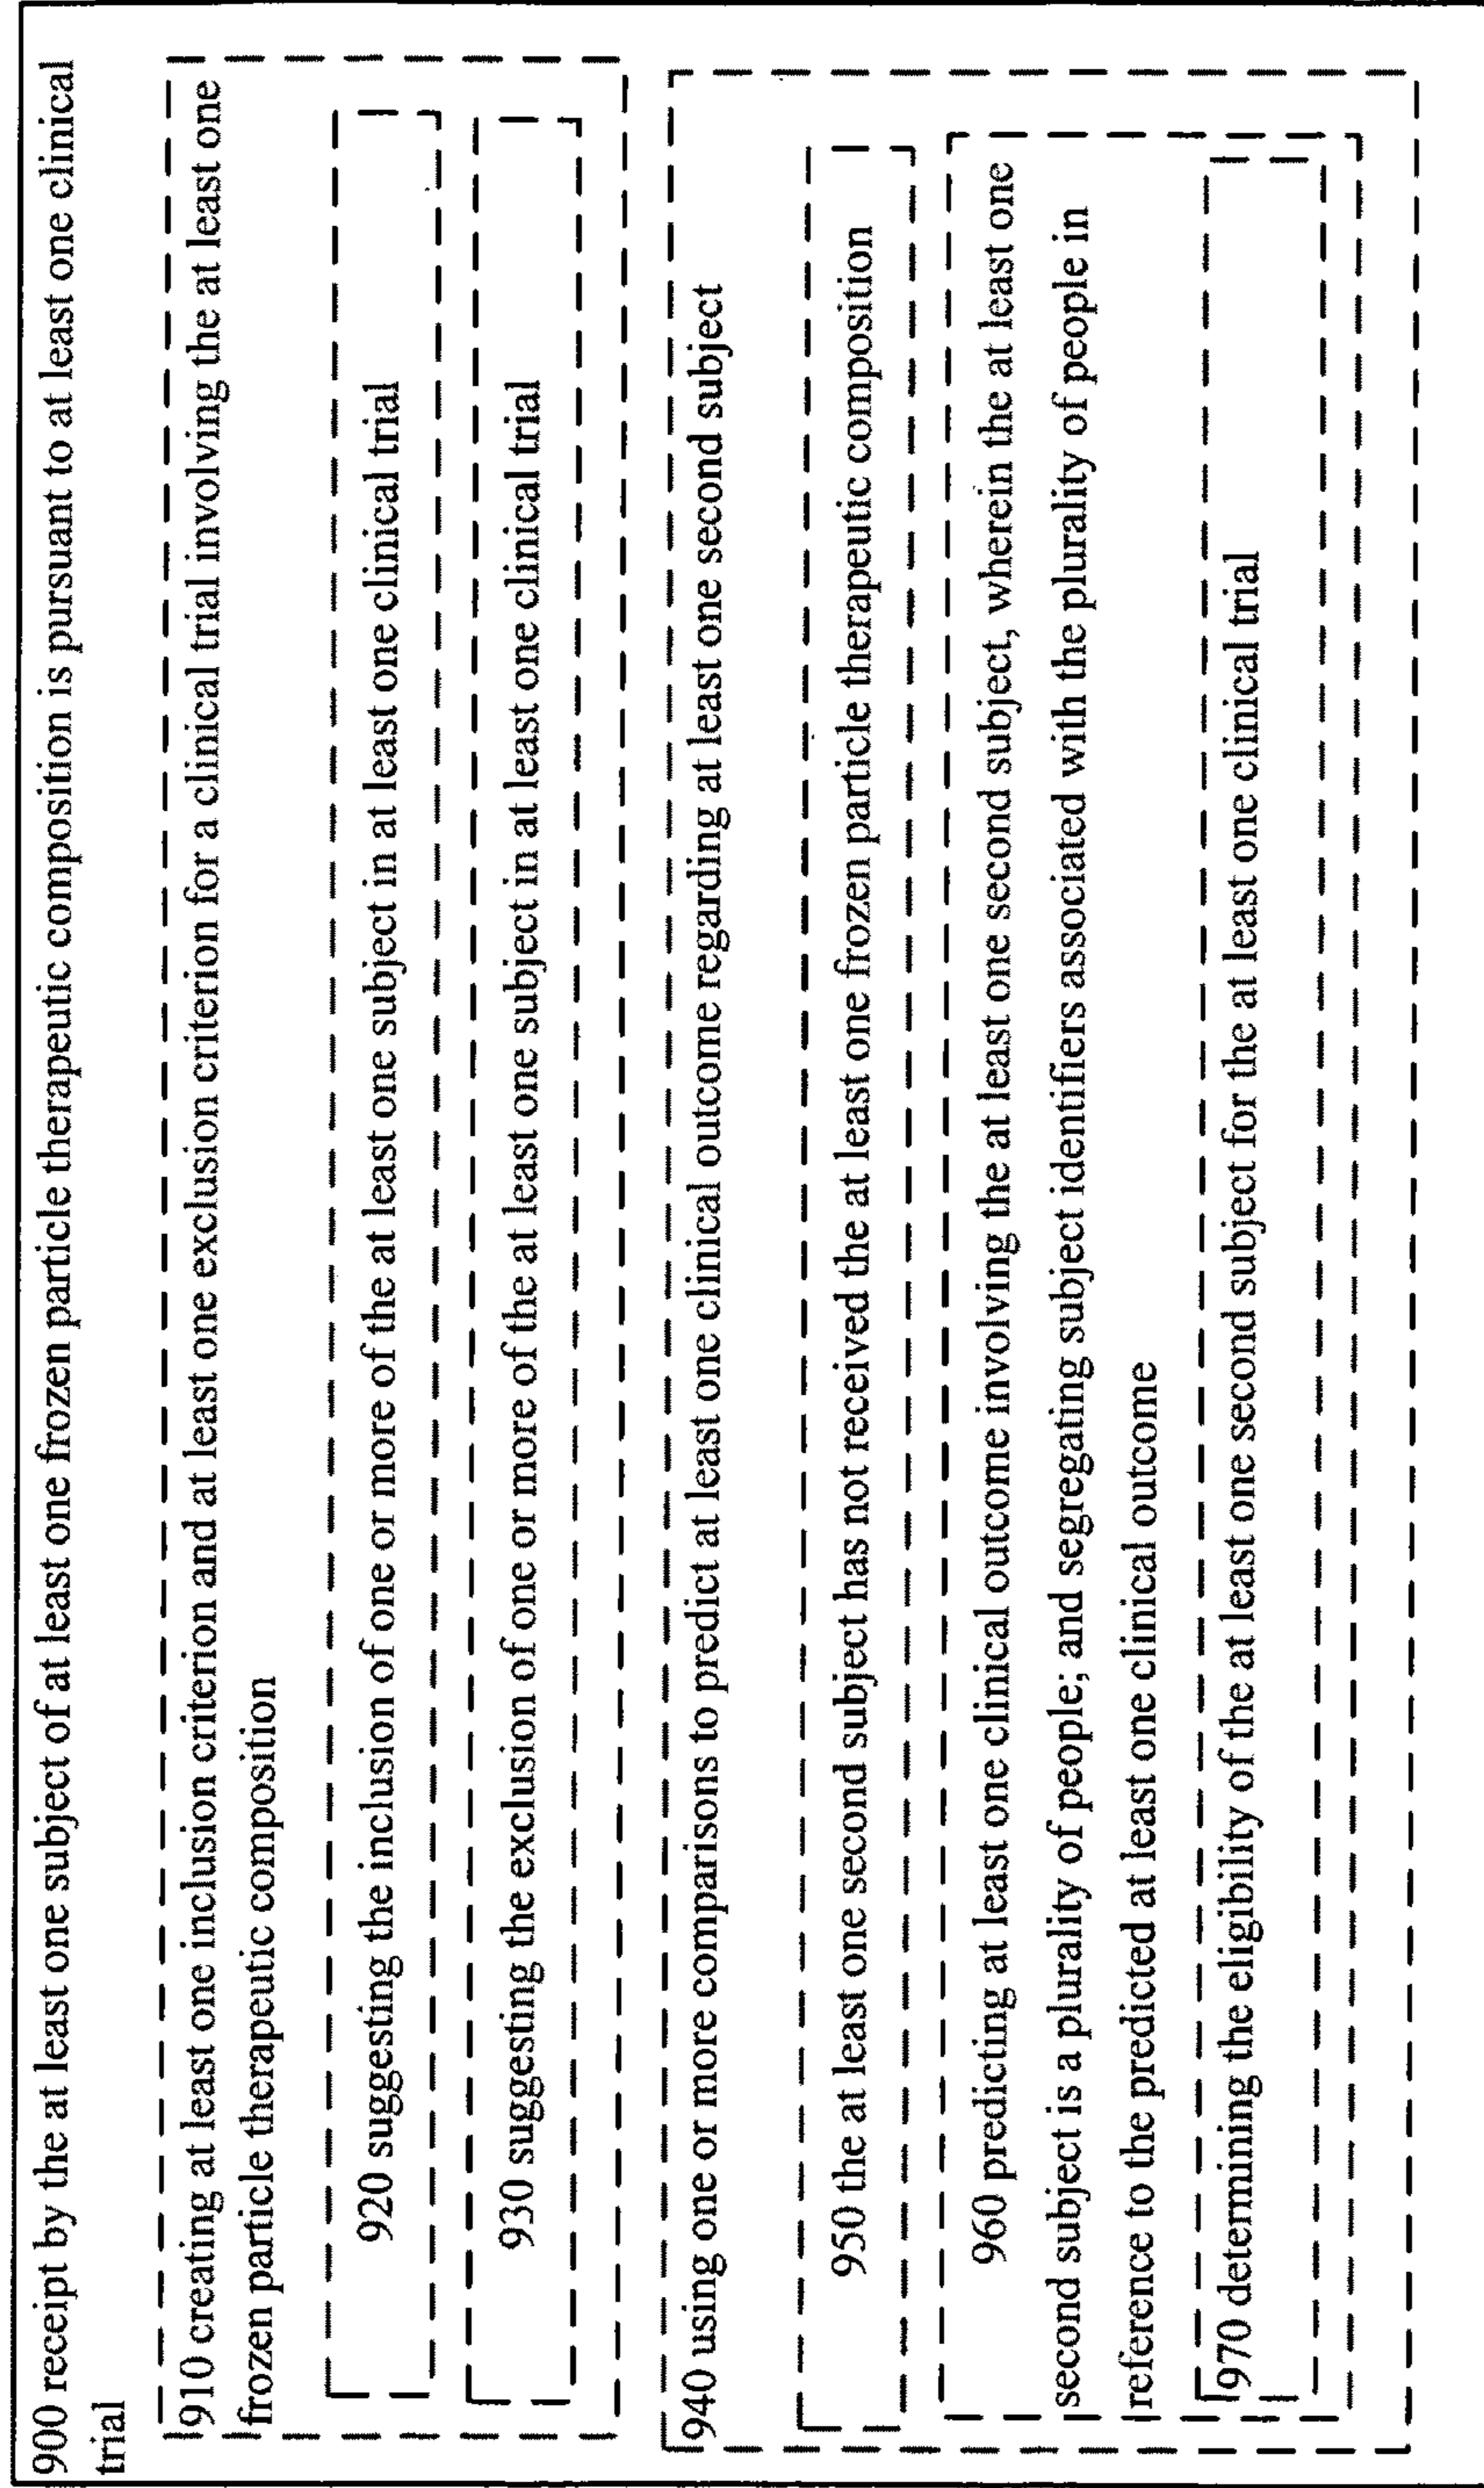 900 receipt by the at least one subject of at least one frozen particle therapeutic composition is pursuant to at least one clinical
trial
910 creating at least one inclusion criterion and at least one exclusion criterion for a clinical trial involving the at least one
frozen particle therapeutic composition
920 suggesting the inclusion of one or more of the at least one subject in at least one clinical trial
930 suggesting the exclusion of one or more of the at least one subject in at least one clinical trial
940 using one or more comparisons to predict at least one clinical outcome regarding at least one second subject
950 the at least one second subject has not received the at least one frozen particle therapeutic composition
960 predicting at least one clinical outcome involving the at least one second subject, wherein the at least one
second subject is a plurality of people; and segregating subject identifiers associated with the plurality of people in
reference to the predicted at least one clinical outcome
970 determining the eligibility of the at least one second subject for the at least one clinical trial